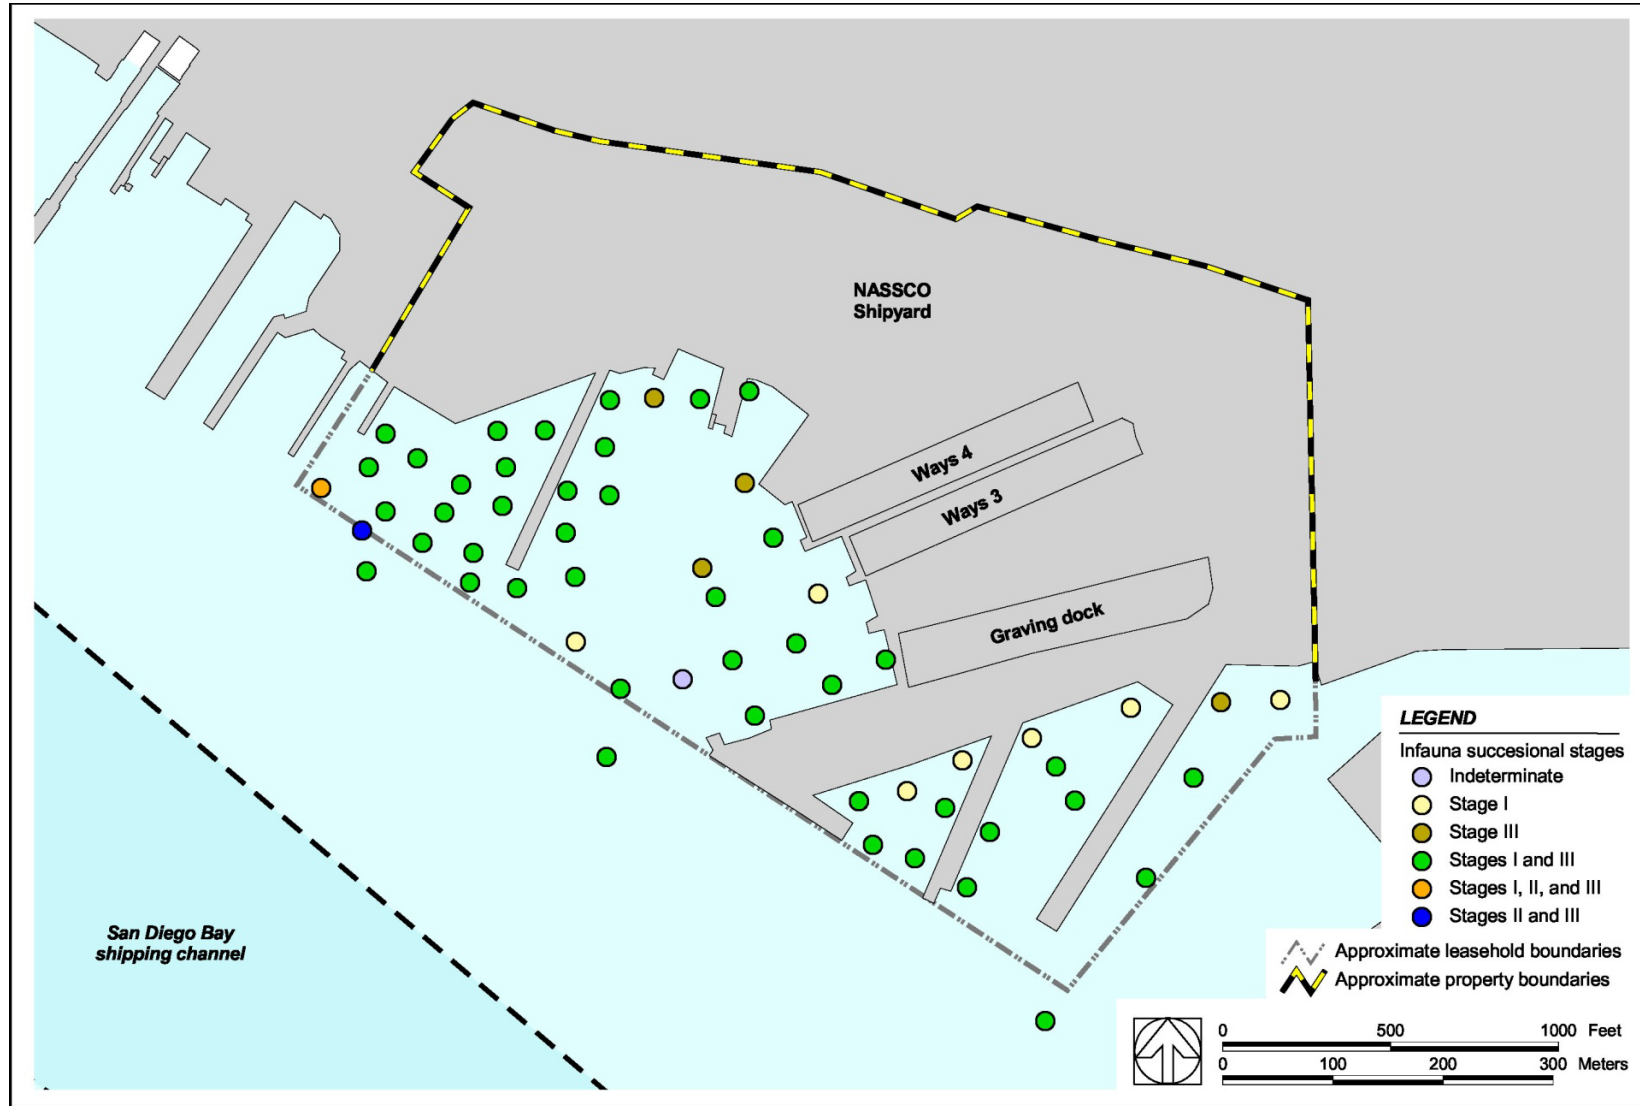 NASSCO
Shipyard
Ways 4
Ways 3
Graving dock
San Diego Bay
shipping channel
LEGEND
Infauna succesional stages
Indeterminate
Stage I
Stage III
Stages I and III
Stages I, II, and III
Stages II and III
Approximate leasehold boundaries
Approximate property boundaries
0 500 1000 Feet
0 100 200 300 Meters